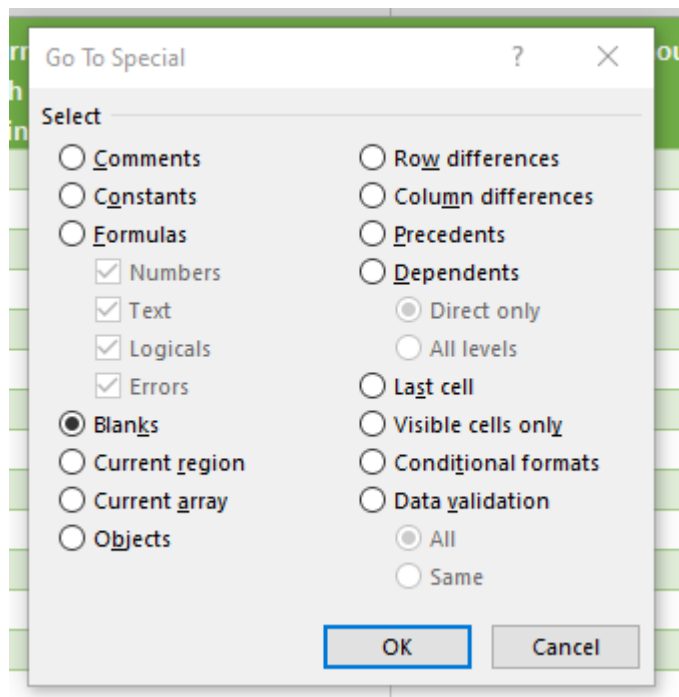 Go To Special
Select
Comments
Constants
Formulas
Numbers
Text
Logicals
Errors
Blanks
Current region
Current array
Objects
Row differences
Column differences
Precedents
Dependents
Direct only
All levels
Last cell
Visible cells only
Conditional formats
Data validation
All
Same
OK
Cancel